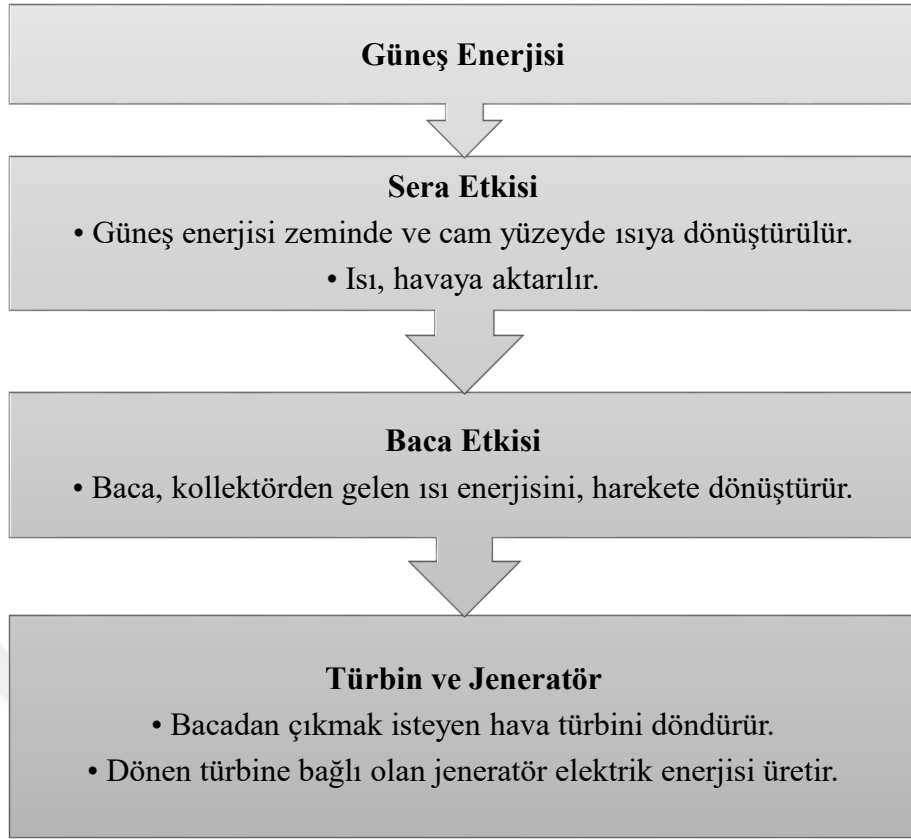 Güneş Enerjisi
Sera Etkisi
• Güneş enerjisi zeminde ve cam yüzeyde ısıya dönüştürülür.
• Isı, havaya aktarılır.
Baca Etkisi
• Baca, kollektörden gelen ısı enerjisini, harekete dönüştürür.
Türbin ve Jeneratör
• Bacadan çıkmak isteyen hava türbini döndürür.
• Dönen türbine bağlı olan jeneratör elektrik enerjisi üretir.